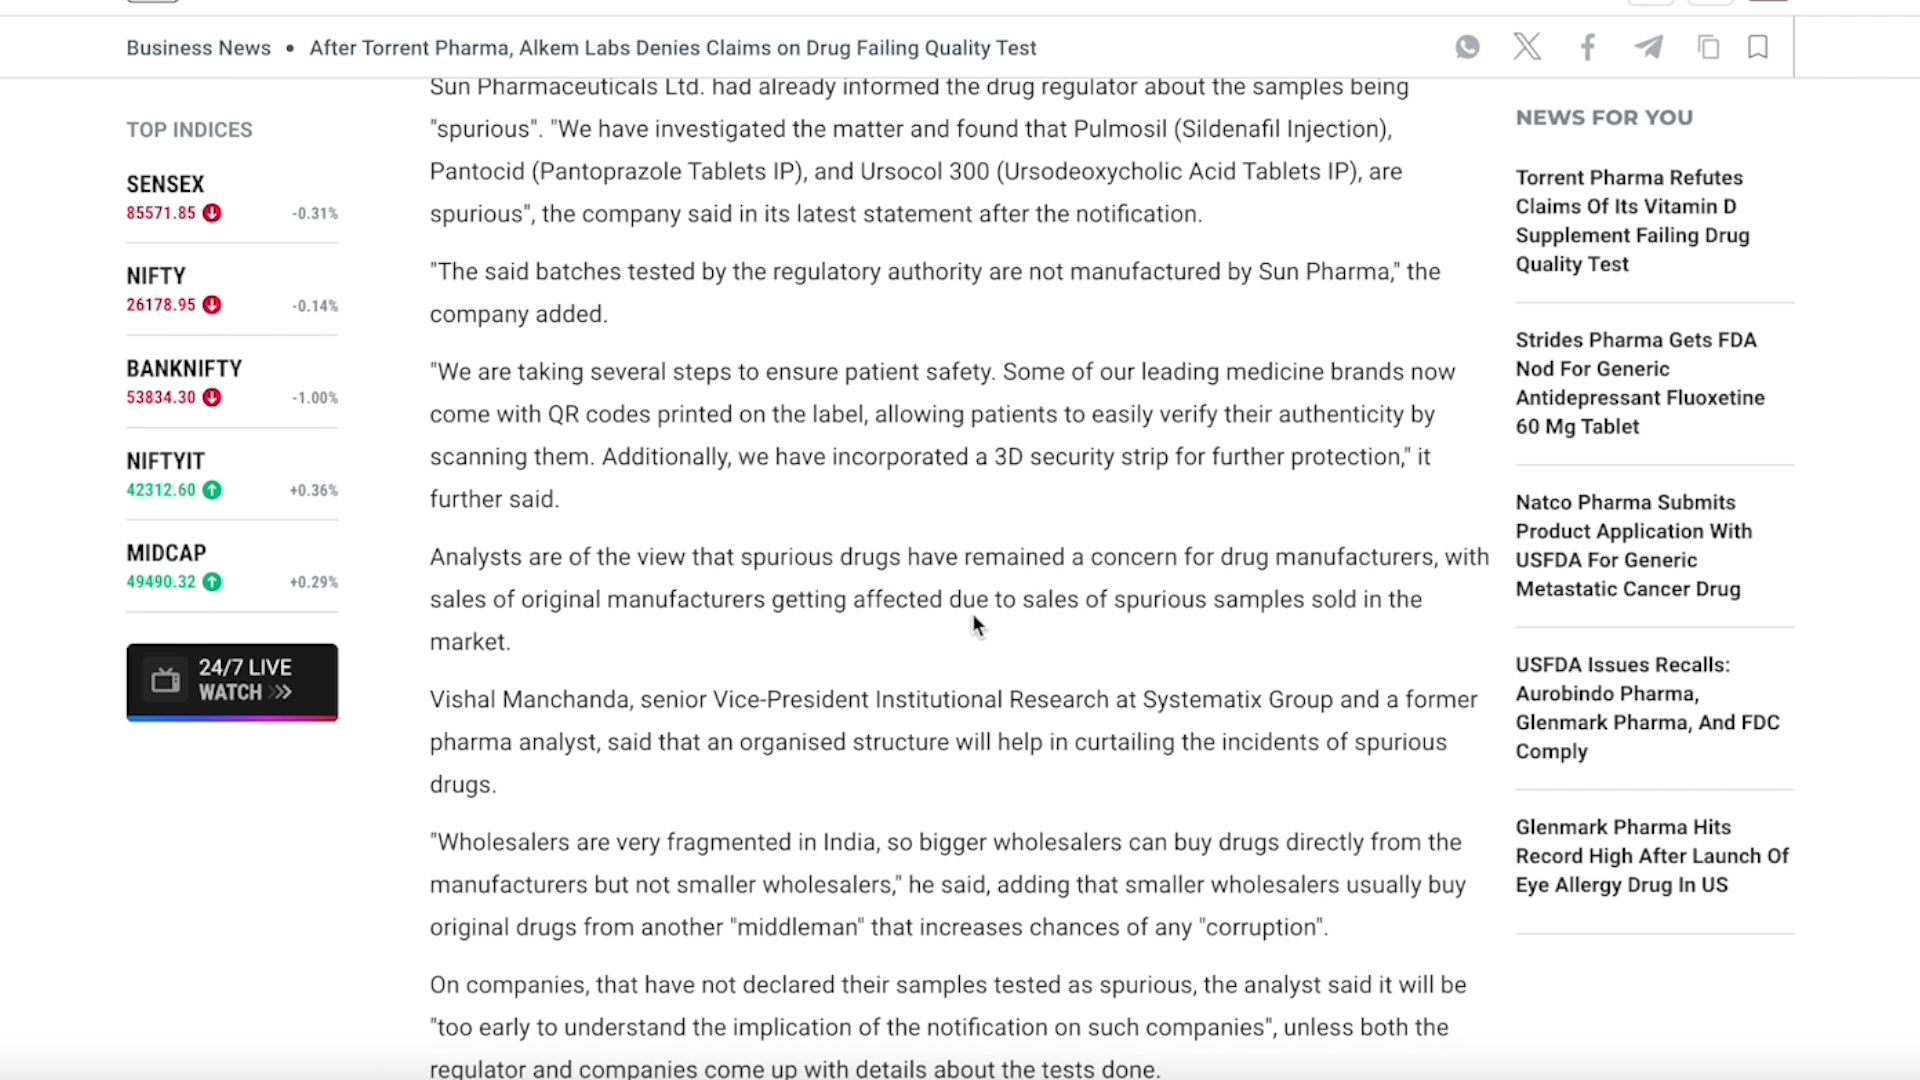 Business News • After Torrent Pharma, Alkem Labs Denies Claims on Drug Failing Quality Test
TOP INDICES
SENSEX
85571.85 -0.31%
NIFTY
26178.95 -0.14%
BANKNIFTY
53834.30 -1.00%
NIFTYIT
42312.60 +0.36%
MIDCAP
49490.32 +0.29%
24/7 LIVE
WATCH >>>
Sun Pharmaceuticals Ltd. had already informed the drug regulator about the samples being
"spurious". "We have investigated the matter and found that Pulmosil (Sildenafil Injection),
Pantocid (Pantoprazole Tablets IP), and Ursocol 300 (Ursodeoxycholic Acid Tablets IP), are
spurious", the company said in its latest statement after the notification.
"The said batches tested by the regulatory authority are not manufactured by Sun Pharma," the
company added.
"We are taking several steps to ensure patient safety. Some of our leading medicine brands now
come with QR codes printed on the label, allowing patients to easily verify their authenticity by
scanning them. Additionally, we have incorporated a 3D security strip for further protection," it
further said.
Analysts are of the view that spurious drugs have remained a concern for drug manufacturers, with
sales of original manufacturers getting affected due to sales of spurious samples sold in the
market.
Vishal Manchanda, senior Vice-President Institutional Research at Systematix Group and a former
pharma analyst, said that an organised structure will help in curtailing the incidents of spurious
drugs.
"Wholesalers are very fragmented in India, so bigger wholesalers can buy drugs directly from the
manufacturers but not smaller wholesalers," he said, adding that smaller wholesalers usually buy
original drugs from another "middleman" that increases chances of any "corruption".
On companies, that have not declared their samples tested as spurious, the analyst said it will be
"too early to understand the implication of the notification on such companies", unless both the
regulator and companies come up with details about the tests done.
NEWS FOR YOU
Torrent Pharma Refutes
Claims Of Its Vitamin D
Supplement Failing Drug
Quality Test
Strides Pharma Gets FDA
Nod For Generic
Antidepressant Fluoxetine
60 Mg Tablet
Natco Pharma Submits
Product Application With
USFDA For Generic
Metastatic Cancer Drug
USFDA Issues Recalls:
Aurobindo Pharma,
Glenmark Pharma, And FDC
Comply
Glenmark Pharma Hits
Record High After Launch Of
Eye Allergy Drug In US